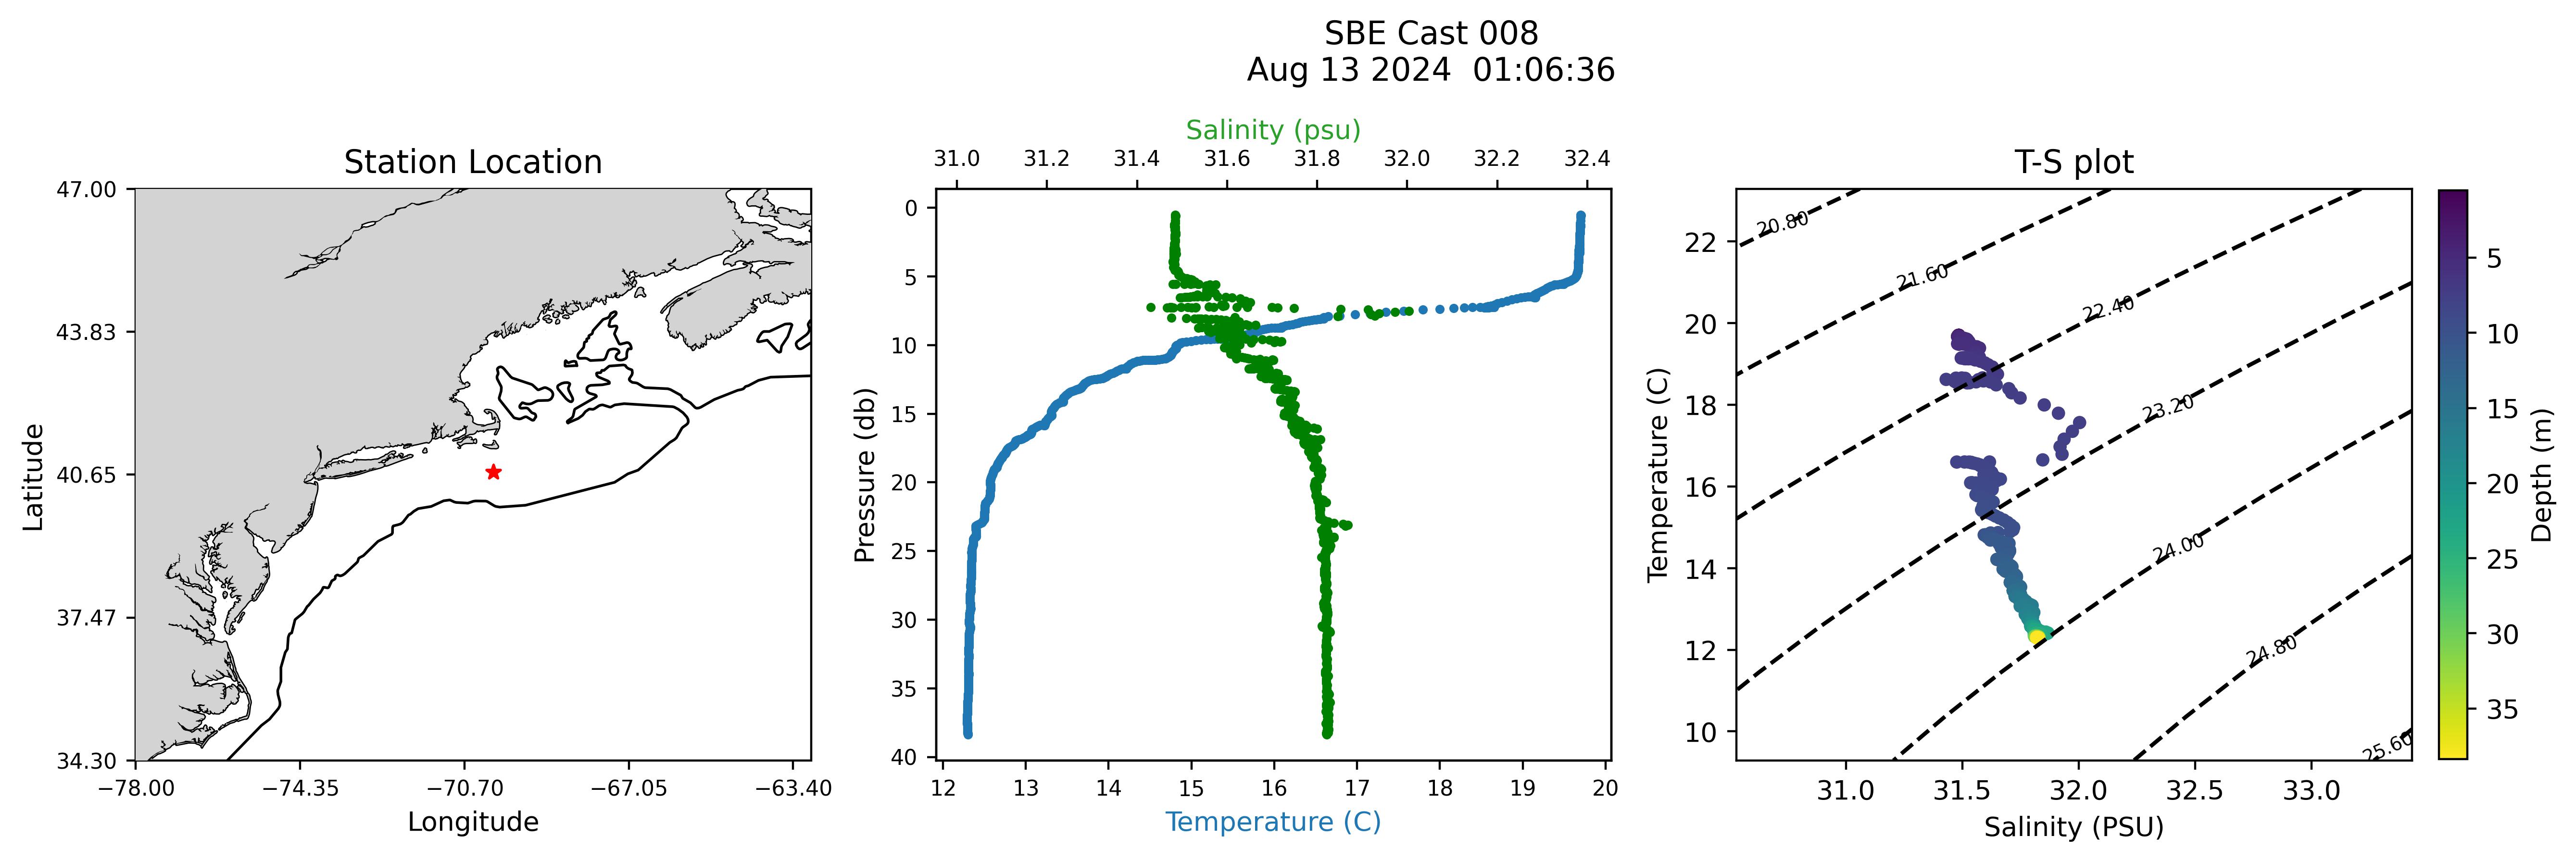 SBE Cast 008
Aug 13 2024  01:06:36
Station Location
47.00
43.83
40.65
37.47
34.30
Latitude
−78.00 −74.35 −70.70 −67.05 −63.40
Longitude
Salinity (psu)
31.0 31.2 31.4 31.6 31.8 32.0 32.2 32.4
0
5
10
15
20
25
30
35
40
Pressure (db)
12 13 14 15 16 17 18 19 20
Temperature (C)
T-S plot
22
20
18
16
14
12
10
Temperature (C)
20.80
21.60
22.40
23.20
24.00
24.80
25.60
31.0 31.5 32.0 32.5 33.0
Salinity (PSU)
5
10
15
20
25
30
35
Depth (m)